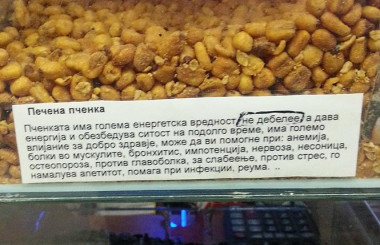 Печена пченка
Пченката има голема енергетска вредност, не дебелее, а дава
енергија и обезбедува ситост на подолго време, има големо
влијание за добро здравје, може да ви помогне при: анемија,
болки во мускулите, бронхитис, импотенција, нервоза, несоница,
остеопороза, против главоболка, за слабеење, против стрес, го
намалува апетитот, помага при инфекции, реума. ..